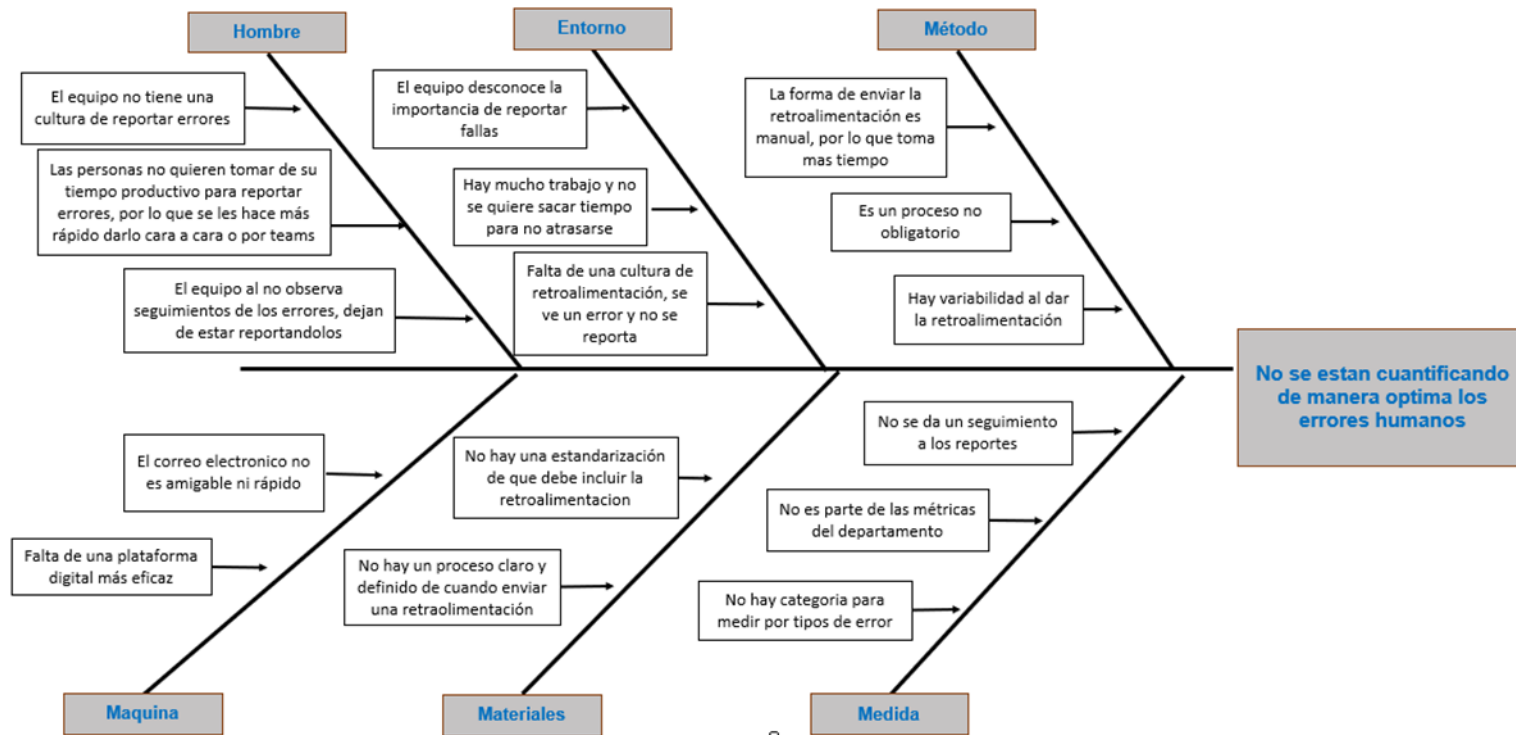 Hombre
El equipo no tiene una
cultura de reportar errores
Las personas no quieren tomar de su
tiempo productivo para reportar
errores, por lo que se les hace más
rápido darlo cara a cara o por teams
El equipo al no observa
seguimientos de los errores, dejan
de estar reportandolos
Entorno
El equipo desconoce la
importancia de reportar
fallas
Hay mucho trabajo y no
se quiere sacar tiempo
para no atrasarse
Falta de una cultura de
retroalimentación, se
ve un error y no se
reporta
Método
La forma de enviar la
retroalimentación es
manual, por lo que toma
mas tiempo
Es un proceso no
obligatorio
Hay variabilidad al dar
la retroalimentación
No se estan cuantificando
de manera optima los
errores humanos
El correo electronico no
es amigable ni rápido
Falta de una plataforma
digital más eficaz
Maquina
No hay una estandarización
de que debe incluir la
retroalimentacion
No hay un proceso claro y
definido de cuando enviar
una retraolimentación
Materiales
No se da un seguimiento
a los reportes
No es parte de las métricas
del departamento
No hay categoria para
medir por tipos de error
Medida